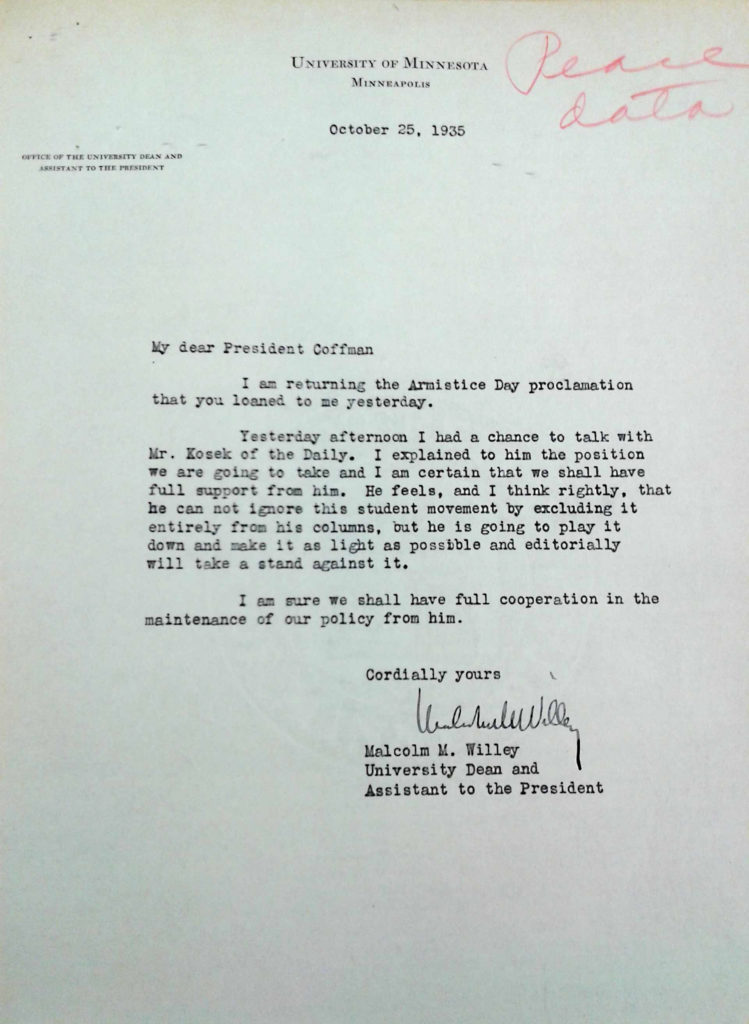 UNIVERSITY OF MINNESOTA
MINNEAPOLIS
Peace
data
October 25, 1935
OFFICE OF THE UNIVERSITY DEAN AND
ASSISTANT TO THE PRESIDENT
My dear President Coffman
I am returning the Armistice Day proclamation
that you loaned to me yesterday.
Yesterday afternoon I had a chance to talk with
Mr. Kosek of the Daily. I explained to him the position
we are going to take and I am certain that we shall have
full support from him. He feels, and I think rightly, that
he can not ignore this student movement by excluding it
entirely from his columns, but he is going to play it
down and make it as light as possible and editorially
will take a stand against it.
I am sure we shall have full cooperation in the
maintenance of our policy from him.
Cordially yours
Malcolm M. Willey
Malcolm M. Willey
University Dean and
Assistant to the President